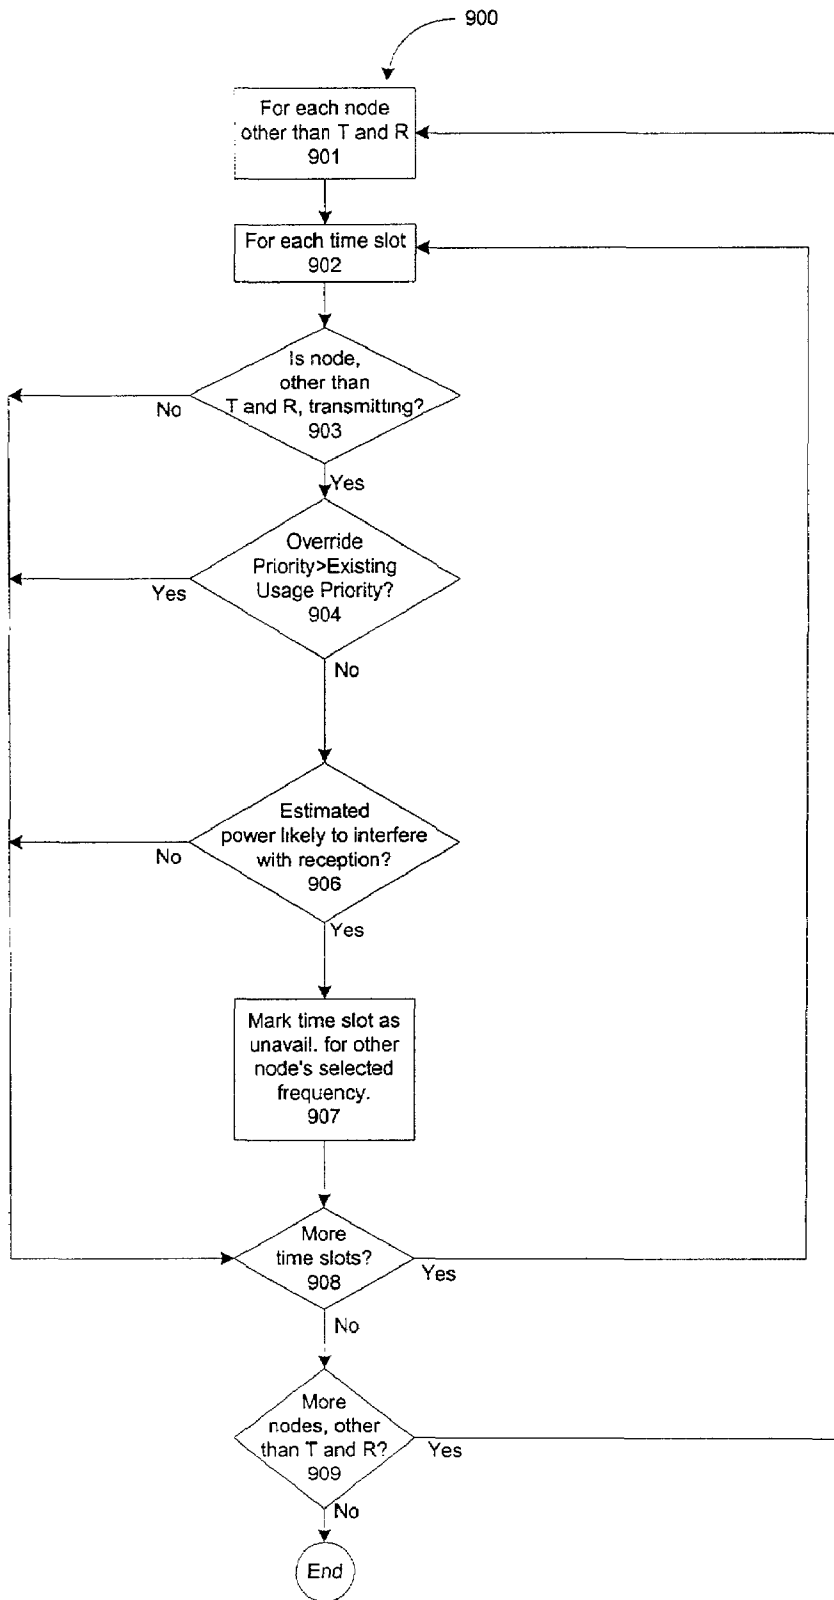 900
For each node
other than T and R
901
For each time slot
902
Is node,
other than
T and R, transmitting?
903
No
Yes
Override
Priority>Existing
Usage Priority?
904
Yes
No
Estimated
power likely to interfere
with reception?
906
No
Yes
Mark time slot as
unavail. for other
node's selected
frequency.
907
More
time slots?
908
Yes
No
More
nodes, other
than T and R?
909
Yes
No
End